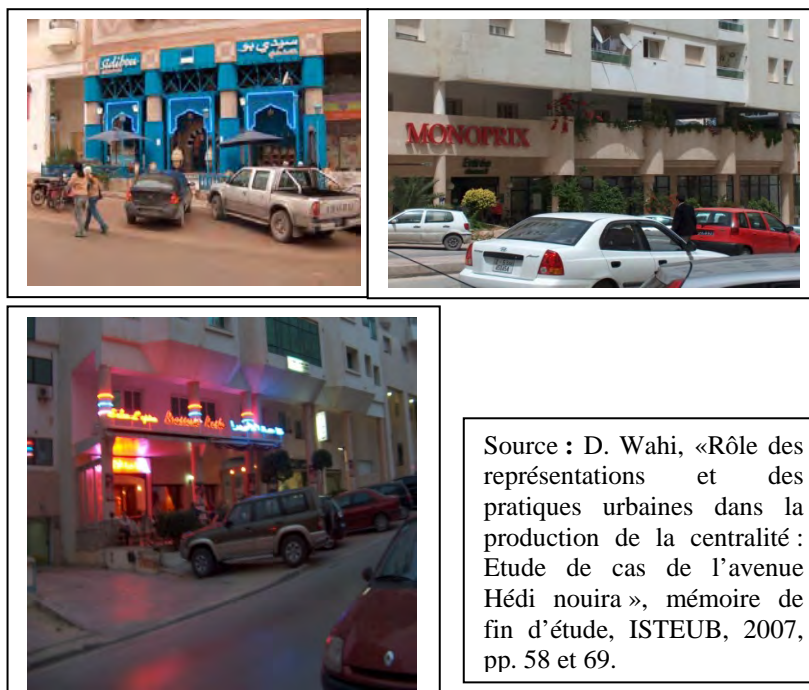 Sidibou
سيدي بو
MONOPRIX
Entrée
Source : D. Wahi, «Rôle des
représentations et des
pratiques urbaines dans la
production de la centralité :
Etude de cas de l'avenue
Hédi nouira », mémoire de
fin d'étude, ISTEUB, 2007,
pp. 58 et 69.